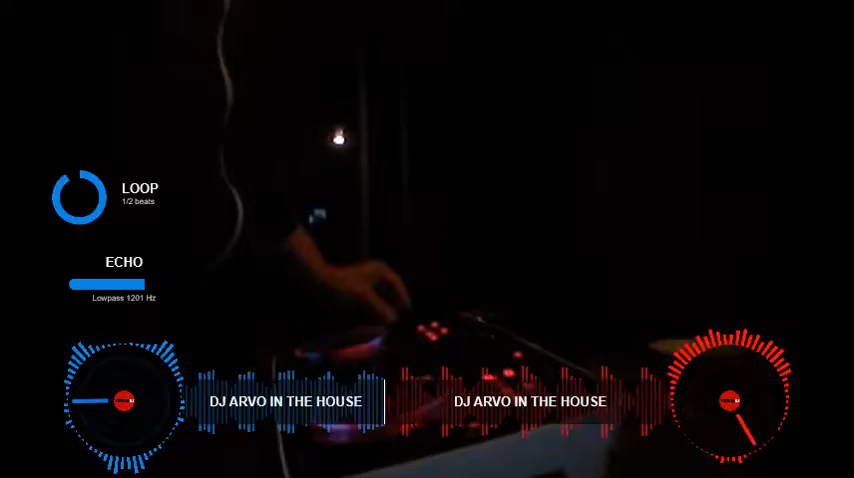 LOOP
1/2 beats
ECHO
Lowpass 1201 Hz
DJ ARVO IN THE HOUSE
DJ ARVO IN THE HOUSE